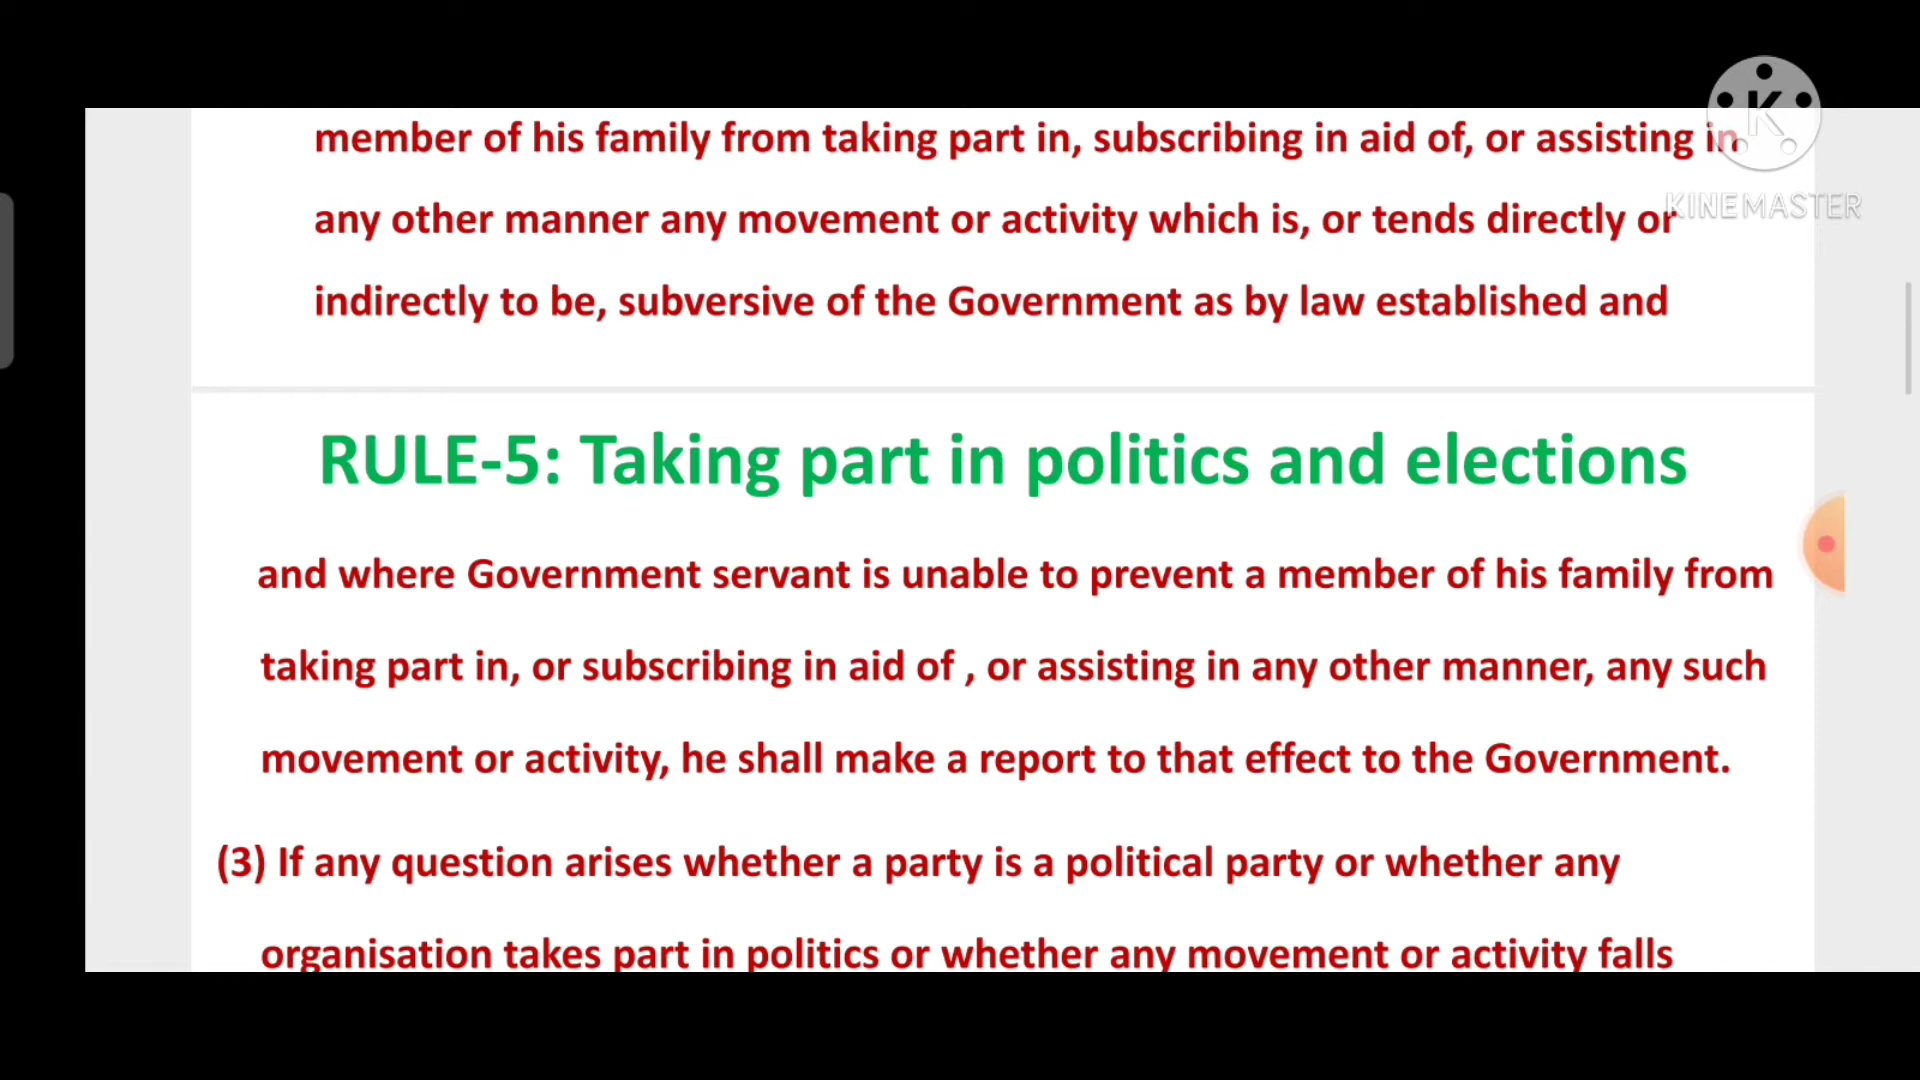 member of his family from taking part in, subscribing in aid of, or assisting in
any other manner any movement or activity which is, or tends directly or
indirectly to be, subversive of the Government as by law established and
RULE-5: Taking part in politics and elections
and where Government servant is unable to prevent a member of his family from
taking part in, or subscribing in aid of , or assisting in any other manner, any such
movement or activity, he shall make a report to that effect to the Government.
(3) If any question arises whether a party is a political party or whether any
organisation takes part in politics or whether any movement or activity falls
K
KINEMASTER